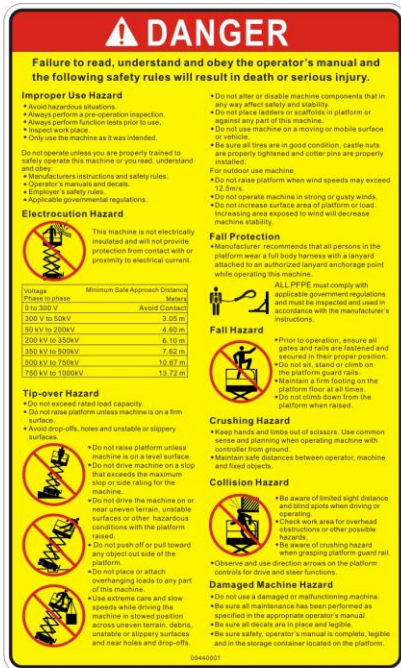 DANGER
Failure to read, understand and obey the operator's manual and
the following safety rules will result in death or serious injury.
Improper Use Hazard
• Avoid hazardous situations.
• Always perform a pre-operation inspection.
• Always perform function tests prior to use.
• Inspect work place.
• Only use the machine as it was intended.
Do not operate unless you are properly trained to
safely operate this machine or you read, understand
and obey:
• Manufacturers instructions and safety rules.
• Operator's manuals and decals.
• Employer's safety rules.
• Applicable governmental regulations.
Electrocution Hazard
This machine is not electrically
insulated and will not provide
protection from contact with or
proximity to electrical current.
Voltage Minimum Safe Approach Distance
Phase to phase Meters
0 to 300 V Avoid Contact
300 V to 50kV 3.05 m
50 kV to 200kV 4.60 m
200 kV to 350kV 6.10 m
350 kV to 500kV 7.62 m
500 kV to 750kV 10.67 m
750 kV to 1000kV 13.72 m
Tip-over Hazard
• Do not exceed rated load capacity.
• Do not raise platform unless machine is on a firm
surface.
• Avoid drop-offs, holes and unstable or slippery
surfaces.
• Do not raise platform unless
machine is on a level surface.
• Do not drive machine on a slop
that exceeds the maximum
slop or side rating for the
machine.
• Do not drive the machine on or
near uneven terrain, unstable
surfaces or other hazardous
conditions with the platform
raised.
• Do not push off or pull toward
any object out side of the
platform.
• Do not place or attach
overhanging loads to any part
of this machine.
• Use extreme care and slow
speeds while driving the
machine in stowed position
across uneven terrain, debris,
unstable or slippery surfaces
and near holes and drop-offs.
• Do not alter or disable machine components that in
any way affect safety and stability.
• Do not place ladders or scaffolds in platform or
against any part of this machine.
• Do not use machine on a moving or mobile surface
or vehicle.
• Be sure all tires are in good condition, castle nuts
are properly tightened and cotter pins are properly
installed.
For outdoor use machine
• Do not raise platform when wind speeds may exceed
12.5m/s.
• Do not operate machine in strong or gusty winds.
• Do not increase surface area of platform or load.
Increasing area exposed to wind will decrease
machine stability.
Fall Protection
• Manufacturer recommends that all persons in the
platform wear a full body harness with a lanyard
attached to an authorized lanyard anchorage point
while operating this machine.
ALL PFPE must comply with
applicable government regulations
and must be inspected and used in
accordance with the manufacturer's
instructions.
Fall Hazard
• Prior to operation, ensure all
gates and rails are fastened and
secured in their proper position.
• Do not sit, stand or climb on
the platform guard rails.
• Maintain a firm footing on the
platform floor at all times.
• Do not climb down from the
platform when raised.
Crushing Hazard
• Keep hands and limbs out of scissors. Use common
sense and planning when operating machine with
controller from ground.
• Maintain safe distances between operator, machine
and fixed objects.
Collision Hazard
• Be aware of limited sight distance
and blind spots when driving or
operating.
• Check work area for overhead
obstructions or other possible
hazards.
• Be aware of crushing hazard
when grasping platform guard rail.
• Observe and use direction arrows on the platform
controls for drive and steer functions.
Damaged Machine Hazard
• Do not use a damaged or malfunctioning machine.
• Be sure all maintenance has been performed as
specified in the appropriate operator's manual.
• Be sure all decals are in place and legible.
• Be sure safety, operator's manual is complete, legible
and in the storage container located on the platform.
09440001